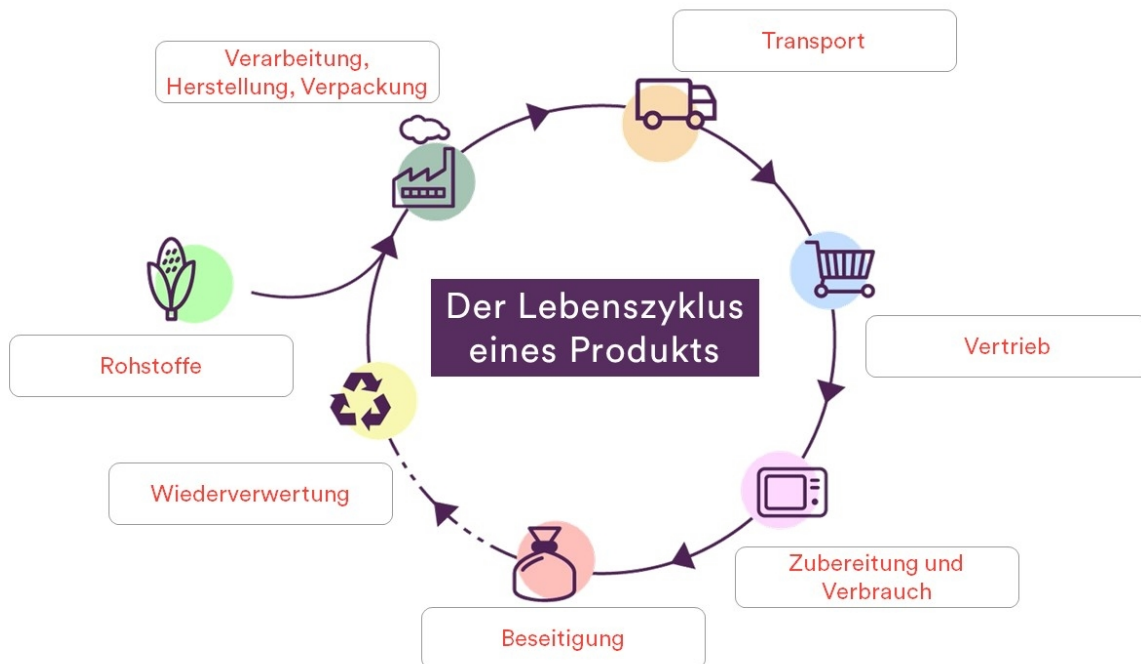 Transport
Verarbeitung,
Herstellung, Verpackung
Der Lebenszyklus
eines Produkts
Vertrieb
Rohstoffe
Wiederverwertung
Zubereitung und
Verbrauch
Beseitigung